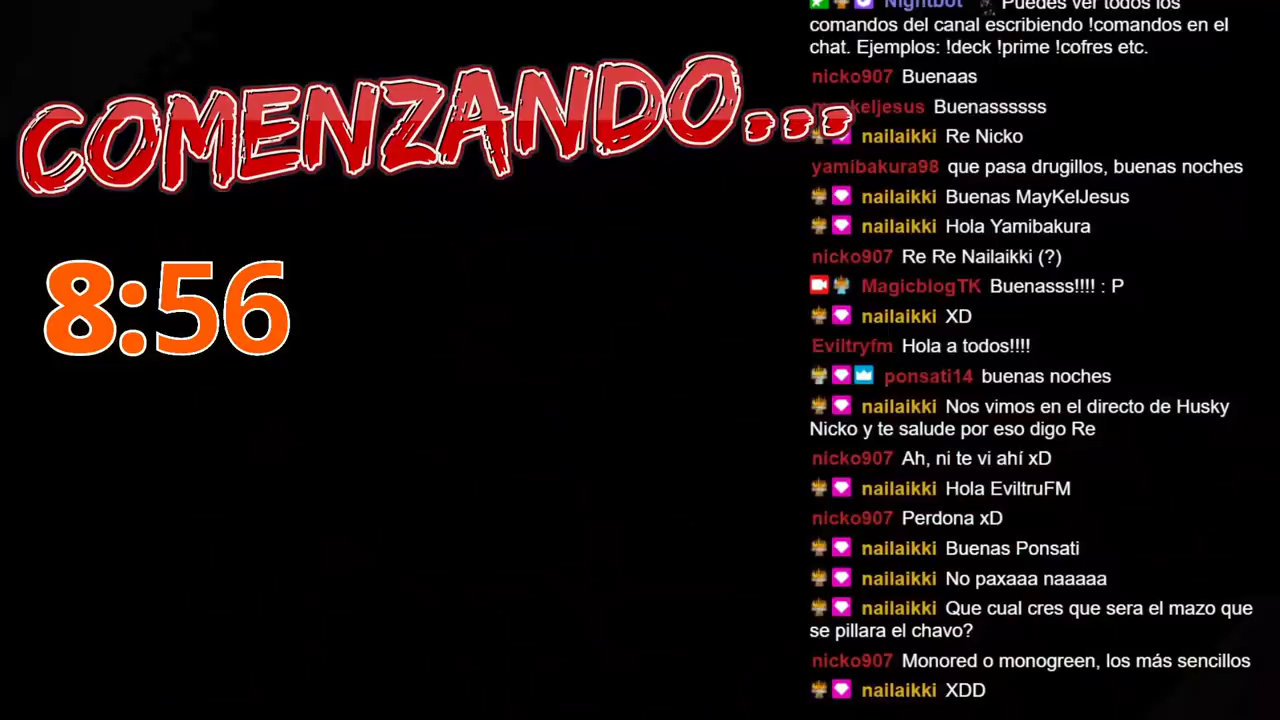 Nightbot Puedes ver todos los
comandos del canal escribiendo !comandos en el
chat. Ejemplos: !deck !prime !cofres etc.
COMENZANDO...
8:56
nicko907 Buenaas
keljesus Buenassssss
nailaikki Re Nicko
yamibakura98 que pasa drugillos, buenas noches
nailaikki Buenas MayKelJesus
nailaikki Hola Yamibakura
nicko907 Re Re Nailaikki (?)
MagicblogTK Buenasss!!!! : P
nailaikki XD
Eviltryfm Hola a todos!!!!
ponsati14 buenas noches
nailaikki Nos vimos en el directo de Husky
Nicko y te salude por eso digo Re
nicko907 Ah, ni te vi ahí xD
nailaikki Hola EviltruFM
nicko907 Perdona xD
nailaikki Buenas Ponsati
nailaikki No paxaaa naaaaa
nailaikki Que cual cres que sera el mazo que
se pillara el chavo?
nicko907 Monored o monogreen, los más sencillos
nailaikki XDD